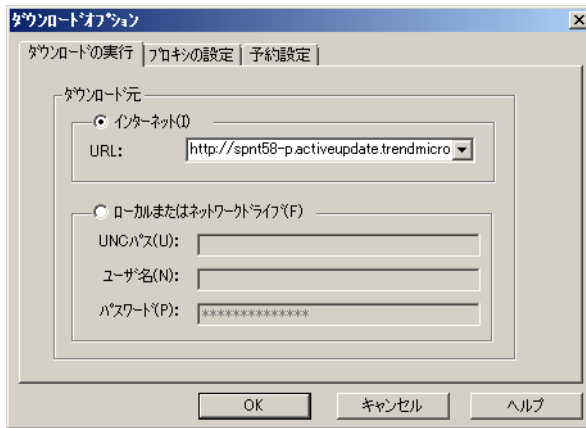 ダウンロードオプション
ダウンロードの実行 プロキシの設定 予約設定
ダウンロード元
インターネット(I)
URL: http://spnt58-p.activeupdate.trendmicro
ローカルまたはネットワークドライブ(F)
UNCパス(U):
ユーザ名(N):
パスワード(P): **************
OK キャンセル ヘルプ